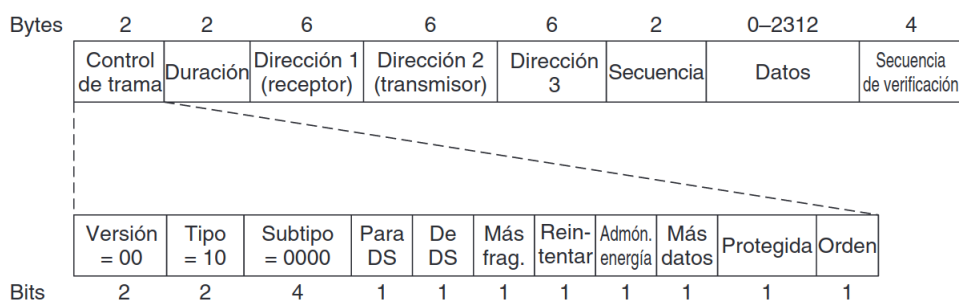 Bytes 2 2 6 6 6 2 0–2312 4
Control de trama Duración Dirección 1 (receptor) Dirección 2 (transmisor) Dirección 3 Secuencia Datos Secuencia de verificación
Versión = 00 Tipo = 10 Subtipo = 0000 Para DS De DS Más frag. Rein- tentar Admón. energía Más datos Protegida Orden
Bits 2 2 4 1 1 1 1 1 1 1 1